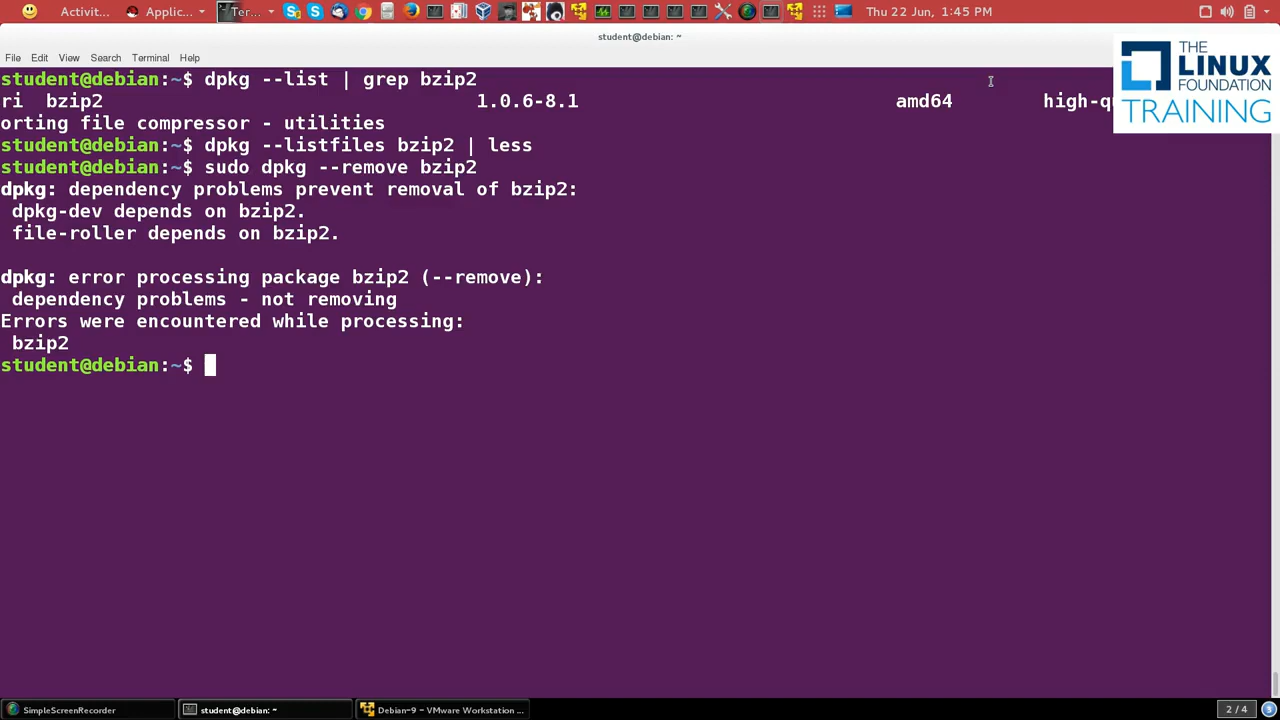 Activit...
Applic...
Ter...
Thu 22 Jun, 1:45 PM
student@debian: ~
File Edit View Search Terminal Help
THE
LINUX
FOUNDATION
TRAINING
student@debian:~$ dpkg --list | grep bzip2
ri bzip2 1.0.6-8.1 amd64 high-qu
orting file compressor - utilities
student@debian:~$ dpkg --listfiles bzip2 | less
student@debian:~$ sudo dpkg --remove bzip2
dpkg: dependency problems prevent removal of bzip2:
dpkg-dev depends on bzip2.
file-roller depends on bzip2.
dpkg: error processing package bzip2 (--remove):
dependency problems - not removing
Errors were encountered while processing:
bzip2
student@debian:~$
SimpleScreenRecorder
student@debian: ~
Debian-9 - VMware Workstation ...
2 / 4